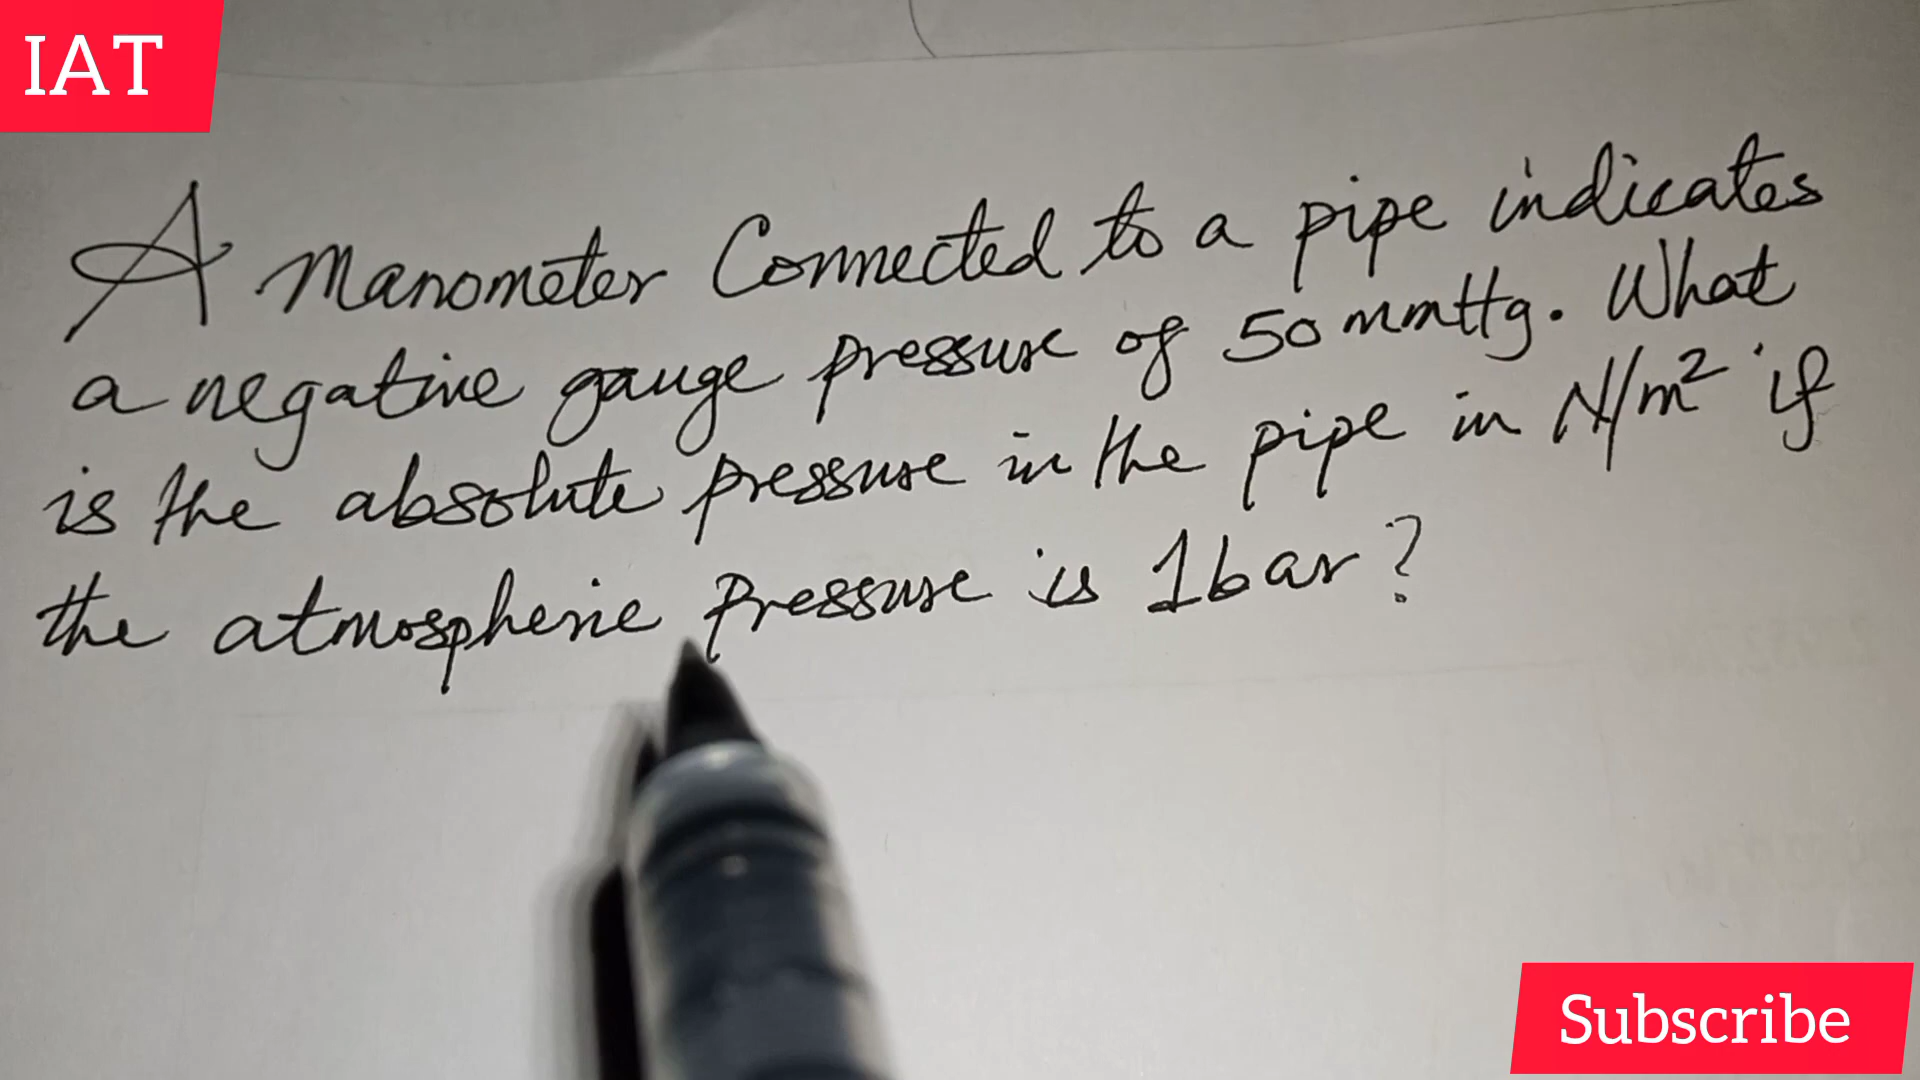 IAT
A Manometer Connected to a pipe indicates
a negative gauge pressure of 50 mmHg. What
is the absolute pressure in the pipe in N/m² if
the atmospheric Pressure is 1bar?
Subscribe